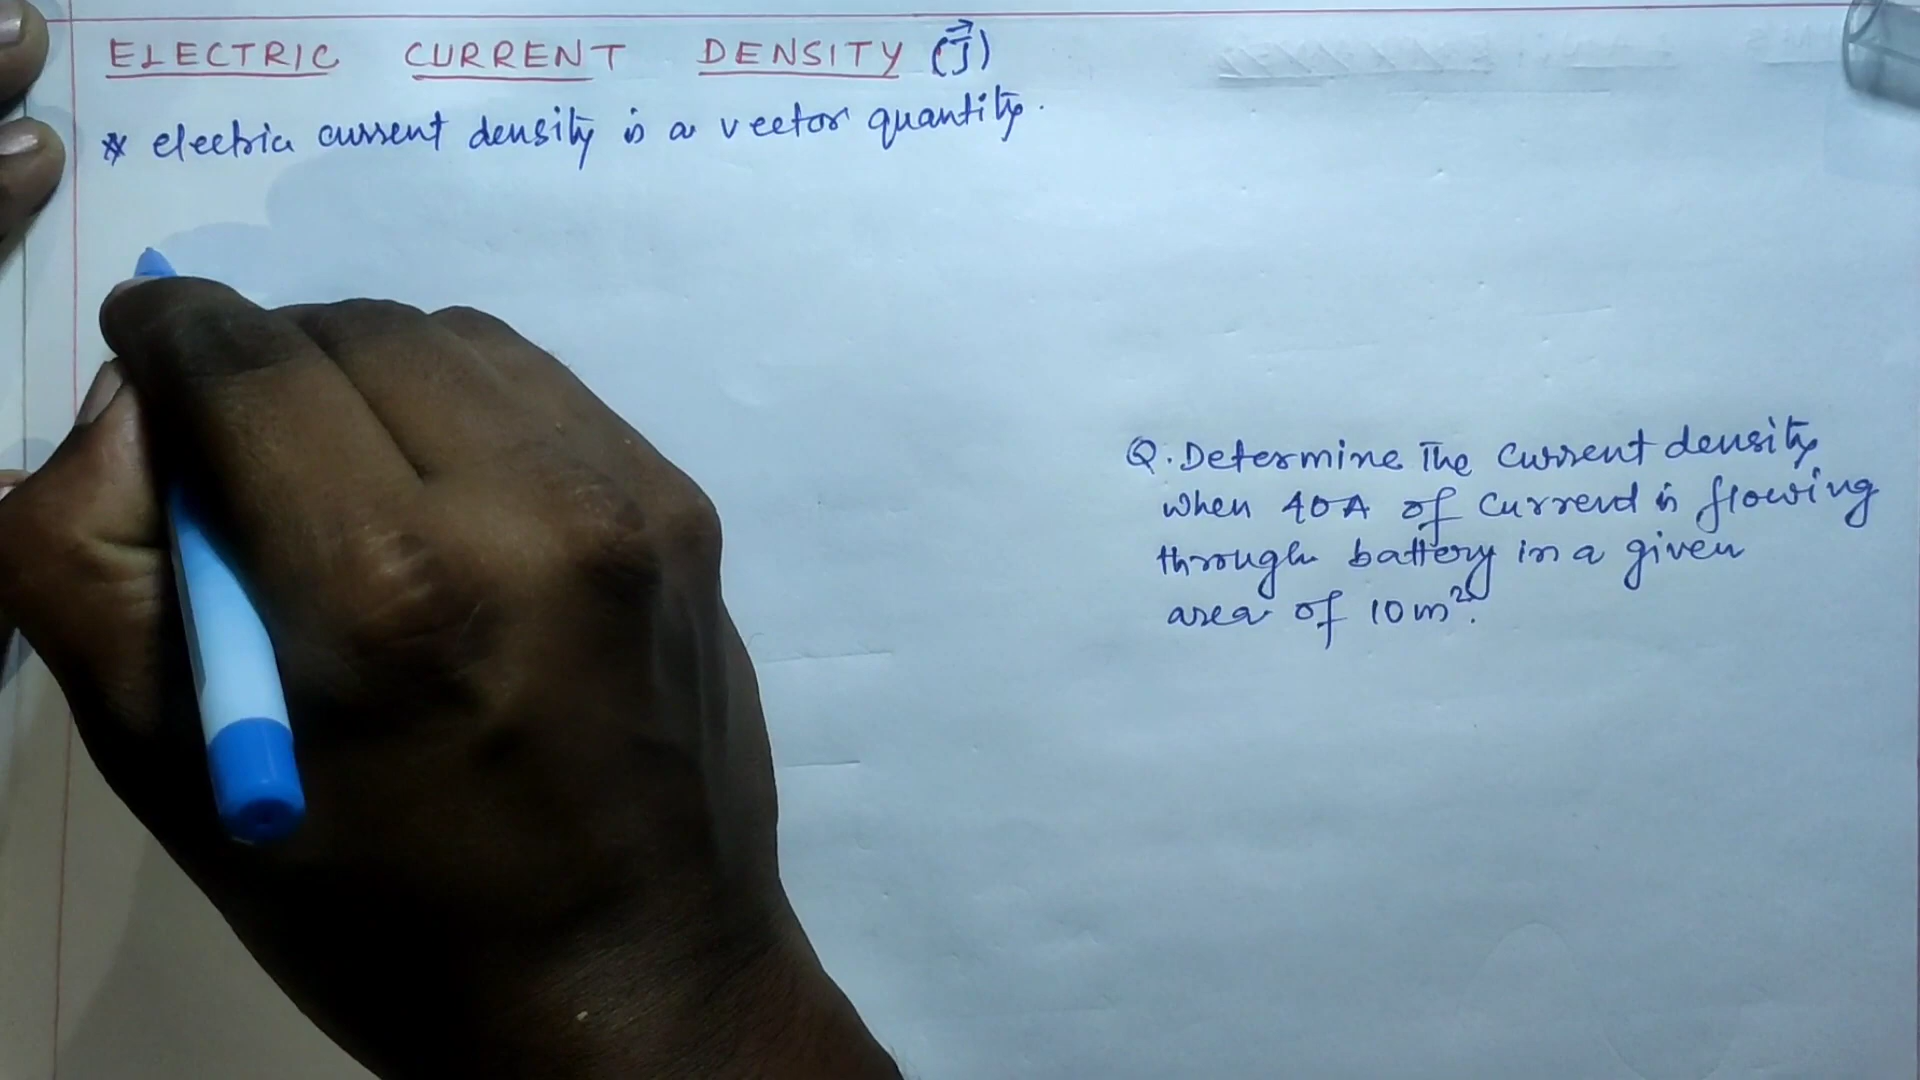 ELECTRIC CURRENT DENSITY (J⃗)
* electric current density is a vector quantity.
Q. Determine The current density
when 40A of current is flowing
through battery in a given
area of 10m².